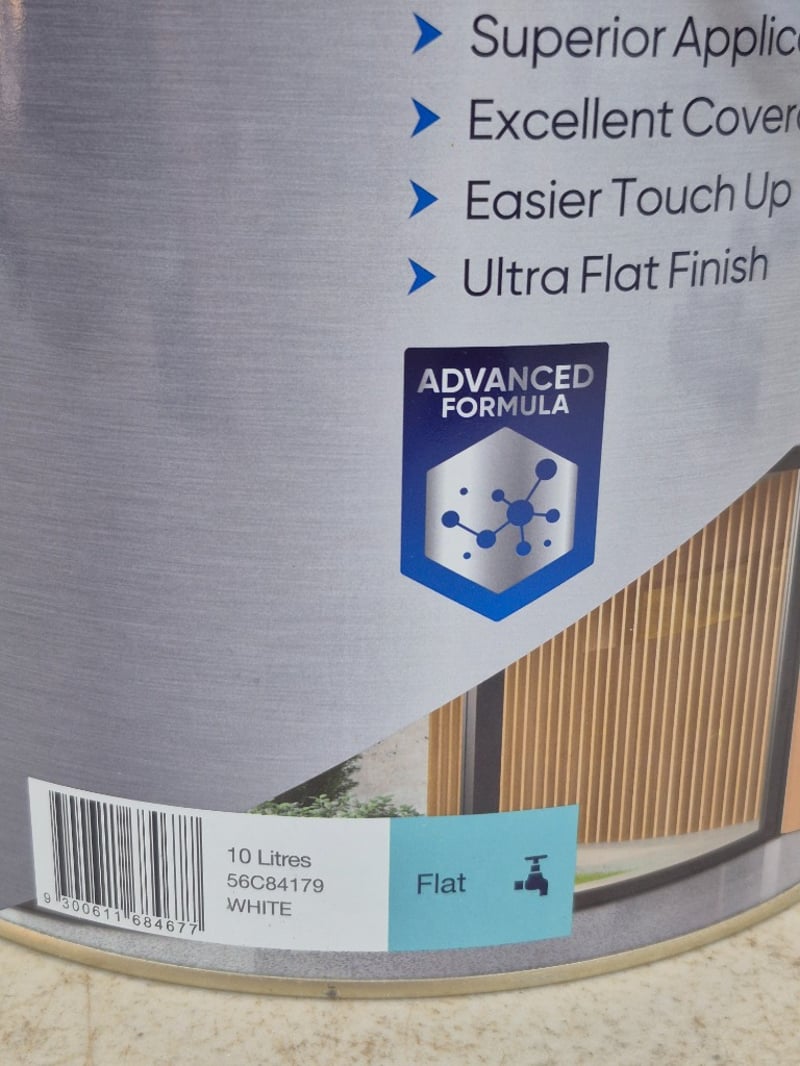 Superior Applic
Excellent Cover
Easier Touch Up
Ultra Flat Finish
ADVANCED
FORMULA
10 Litres
56C84179
WHITE
Flat
9 300611 684677